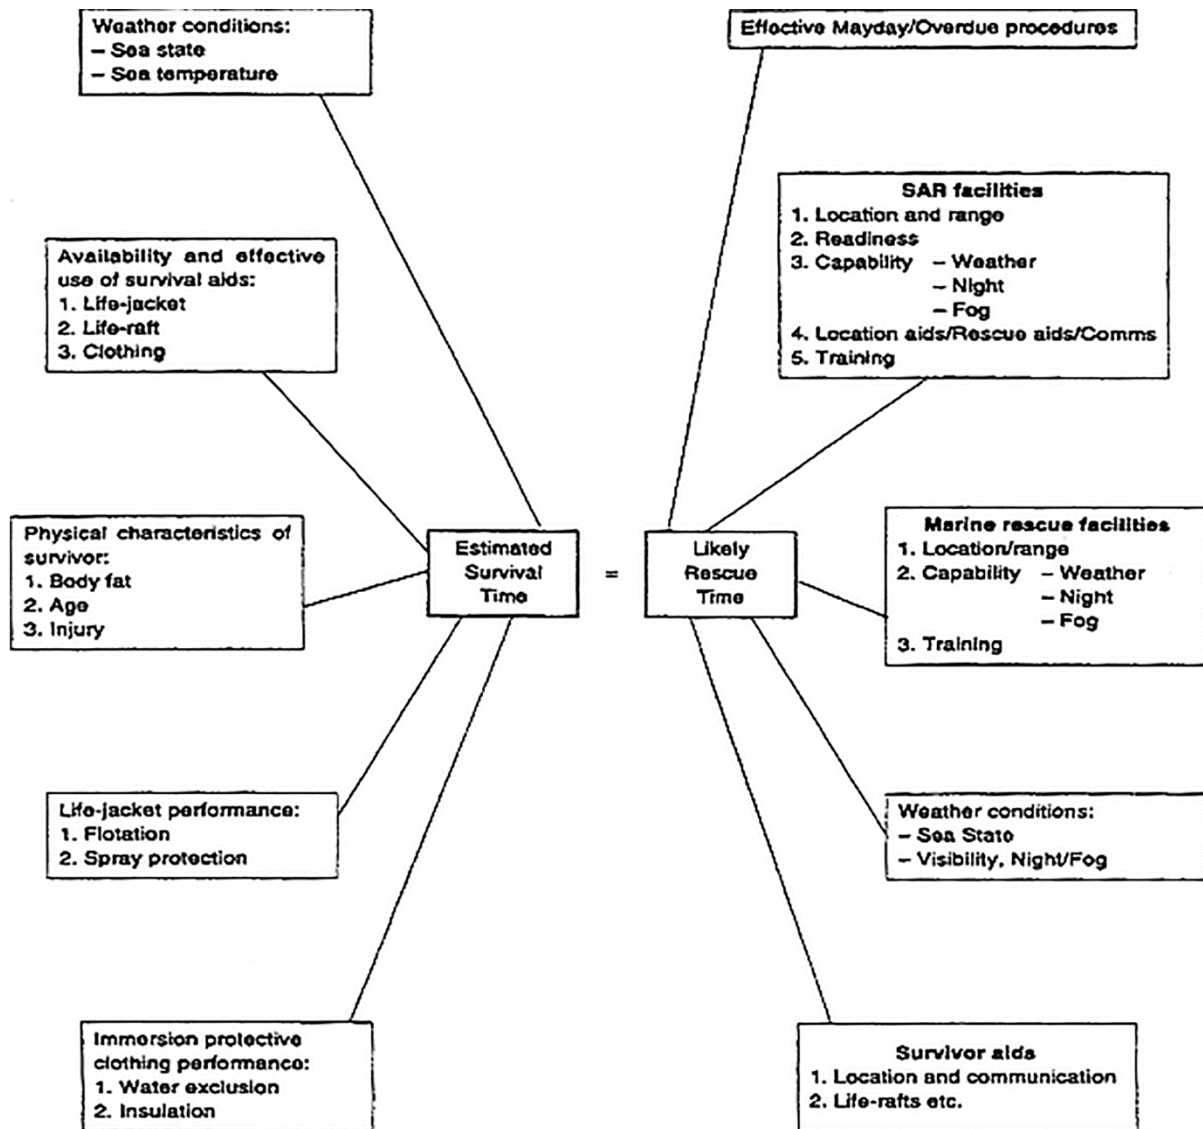 Weather conditions:
– Sea state
– Sea temperature
Availability and effective
use of survival aids:
1. Life-jacket
2. Life-raft
3. Clothing
Physical characteristics of
survivor:
1. Body fat
2. Age
3. Injury
Life-jacket performance:
1. Flotation
2. Spray protection
Immersion protective
clothing performance:
1. Water exclusion
2. Insulation
Estimated
Survival
Time
=
Likely
Rescue
Time
Effective Mayday/Overdue procedures
SAR facilities
1. Location and range
2. Readiness
3. Capability – Weather
– Night
– Fog
4. Location aids/Rescue aids/Comms
5. Training
Marine rescue facilities
1. Location/range
2. Capability – Weather
– Night
– Fog
3. Training
Weather conditions:
– Sea State
– Visibility, Night/Fog
Survivor aids
1. Location and communication
2. Life-rafts etc.